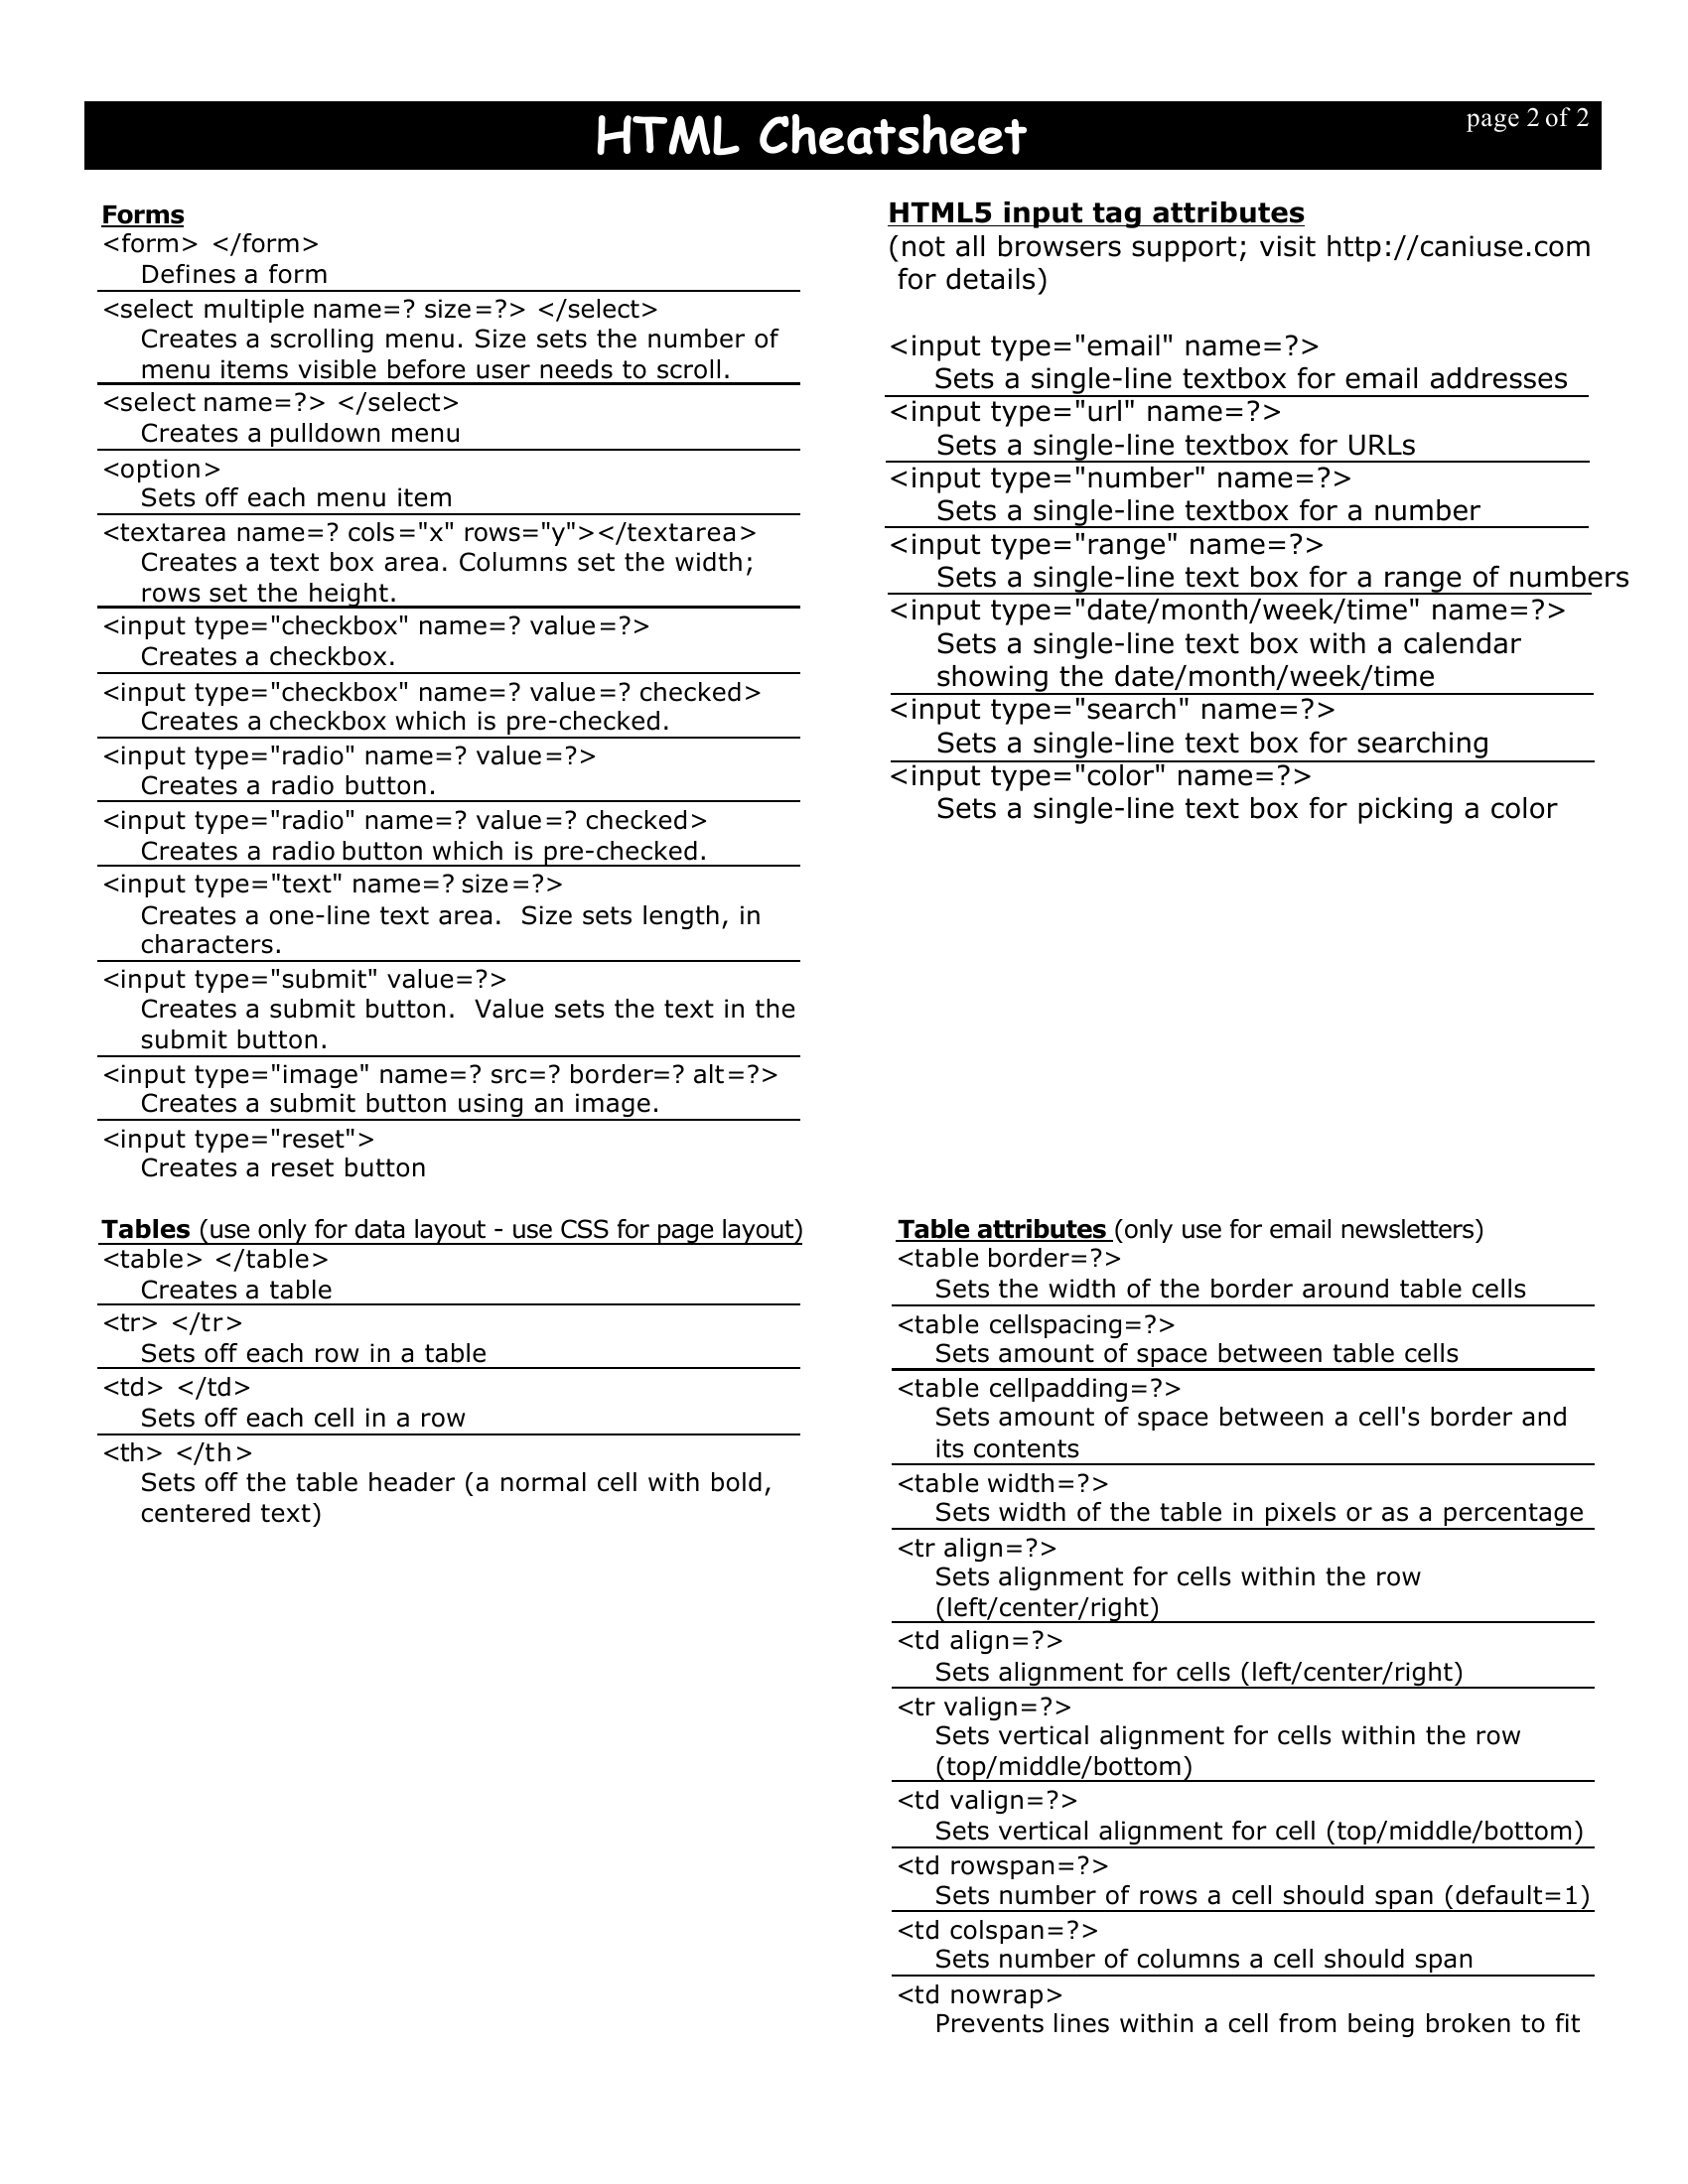 HTML Cheatsheet
page 2 of 2
Forms
<form> </form>
Defines a form
<select multiple name=? size=?> </select>
Creates a scrolling menu. Size sets the number of
menu items visible before user needs to scroll.
<select name=?> </select>
Creates a pulldown menu
<option>
Sets off each menu item
<textarea name=? cols="x" rows="y"></textarea>
Creates a text box area. Columns set the width;
rows set the height.
<input type="checkbox" name=? value=?>
Creates a checkbox.
<input type="checkbox" name=? value=? checked>
Creates a checkbox which is pre-checked.
<input type="radio" name=? value=?>
Creates a radio button.
<input type="radio" name=? value=? checked>
Creates a radio button which is pre-checked.
<input type="text" name=? size=?>
Creates a one-line text area.  Size sets length, in
characters.
<input type="submit" value=?>
Creates a submit button.  Value sets the text in the
submit button.
<input type="image" name=? src=? border=? alt=?>
Creates a submit button using an image.
<input type="reset">
Creates a reset button
HTML5 input tag attributes
(not all browsers support; visit http://caniuse.com
for details)
<input type="email" name=?>
Sets a single-line textbox for email addresses
<input type="url" name=?>
Sets a single-line textbox for URLs
<input type="number" name=?>
Sets a single-line textbox for a number
<input type="range" name=?>
Sets a single-line text box for a range of numbers
<input type="date/month/week/time" name=?>
Sets a single-line text box with a calendar
showing the date/month/week/time
<input type="search" name=?>
Sets a single-line text box for searching
<input type="color" name=?>
Sets a single-line text box for picking a color
Tables (use only for data layout - use CSS for page layout)
<table> </table>
Creates a table
<tr> </tr>
Sets off each row in a table
<td> </td>
Sets off each cell in a row
<th> </th>
Sets off the table header (a normal cell with bold,
centered text)
Table attributes (only use for email newsletters)
<table border=?>
Sets the width of the border around table cells
<table cellspacing=?>
Sets amount of space between table cells
<table cellpadding=?>
Sets amount of space between a cell's border and
its contents
<table width=?>
Sets width of the table in pixels or as a percentage
<tr align=?>
Sets alignment for cells within the row
(left/center/right)
<td align=?>
Sets alignment for cells (left/center/right)
<tr valign=?>
Sets vertical alignment for cells within the row
(top/middle/bottom)
<td valign=?>
Sets vertical alignment for cell (top/middle/bottom)
<td rowspan=?>
Sets number of rows a cell should span (default=1)
<td colspan=?>
Sets number of columns a cell should span
<td nowrap>
Prevents lines within a cell from being broken to fit